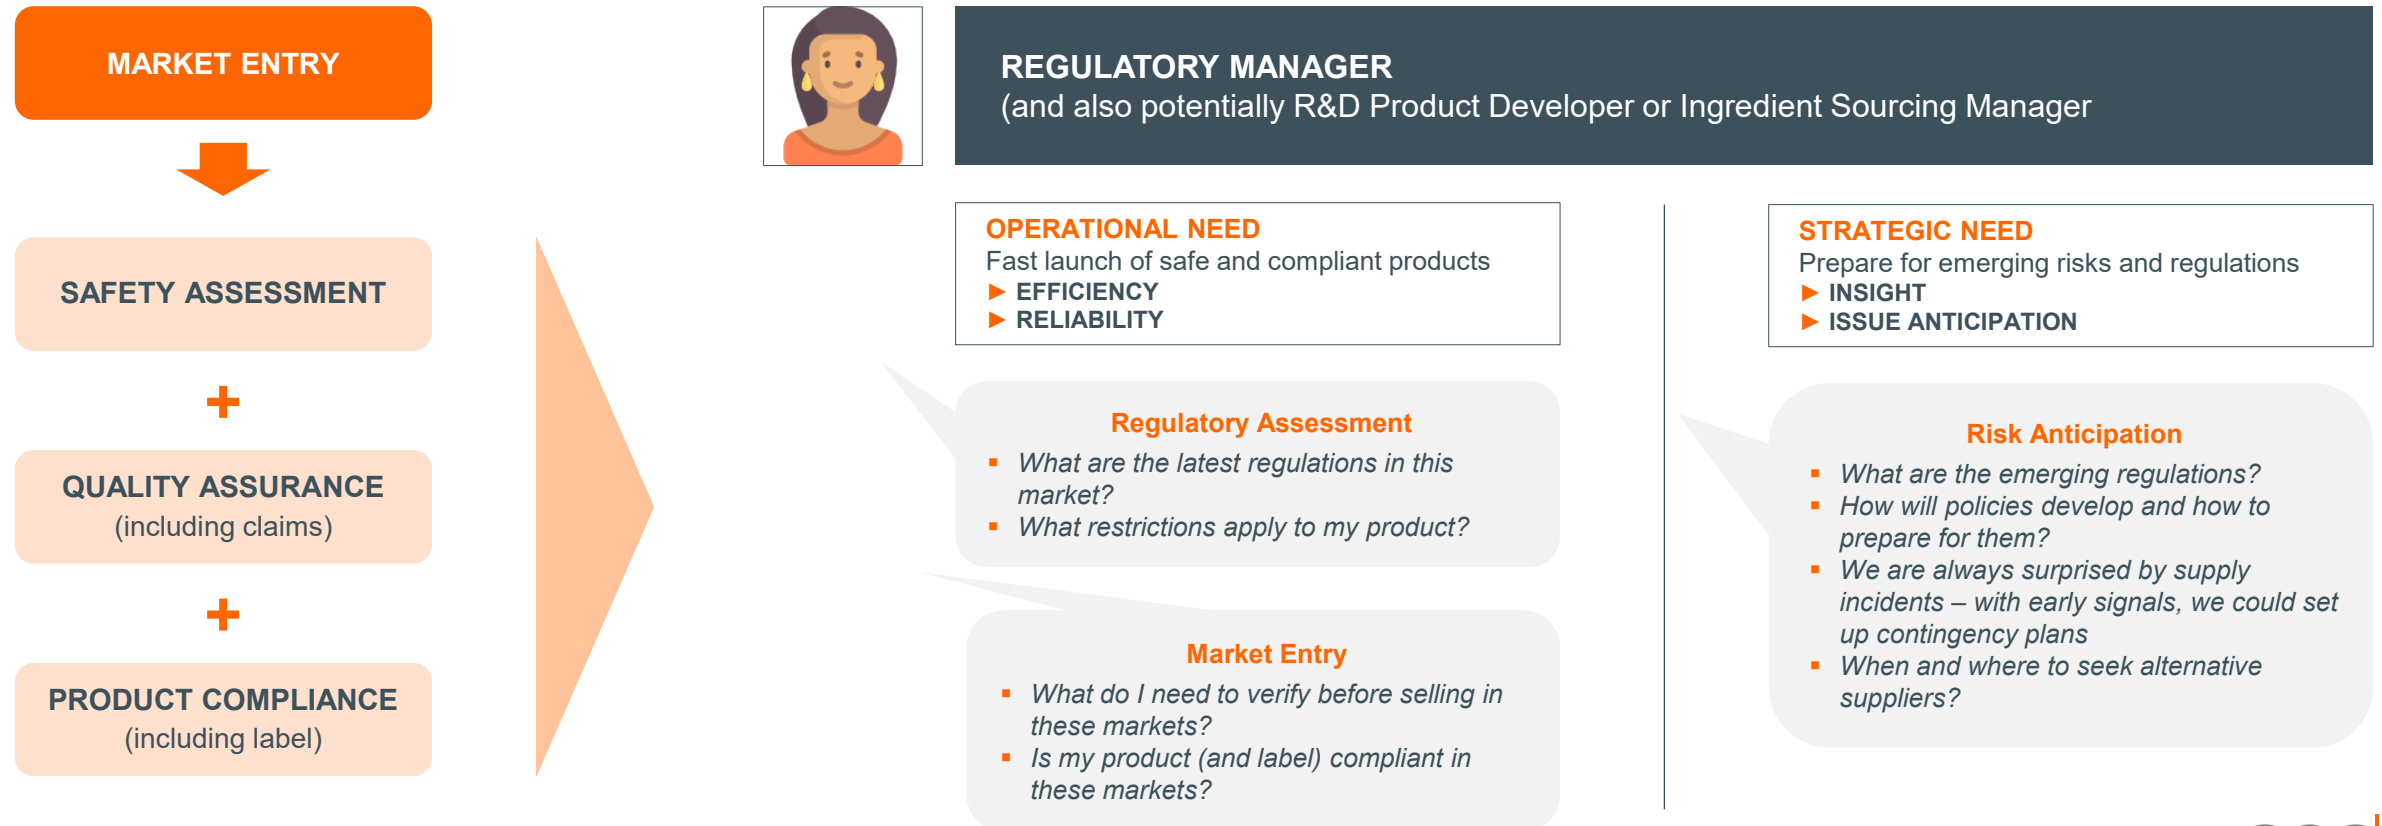 MARKET ENTRY
SAFETY ASSESSMENT
+
QUALITY ASSURANCE
(including claims)
+
PRODUCT COMPLIANCE
(including label)
REGULATORY MANAGER
(and also potentially R&D Product Developer or Ingredient Sourcing Manager
OPERATIONAL NEED
Fast launch of safe and compliant products
► EFFICIENCY
► RELIABILITY
Regulatory Assessment
▪ What are the latest regulations in this
market?
▪ What restrictions apply to my product?
Market Entry
▪ What do I need to verify before selling in
these markets?
▪ Is my product (and label) compliant in
these markets?
STRATEGIC NEED
Prepare for emerging risks and regulations
► INSIGHT
► ISSUE ANTICIPATION
Risk Anticipation
▪ What are the emerging regulations?
▪ How will policies develop and how to
prepare for them?
▪ We are always surprised by supply
incidents – with early signals, we could set
up contingency plans
▪ When and where to seek alternative
suppliers?